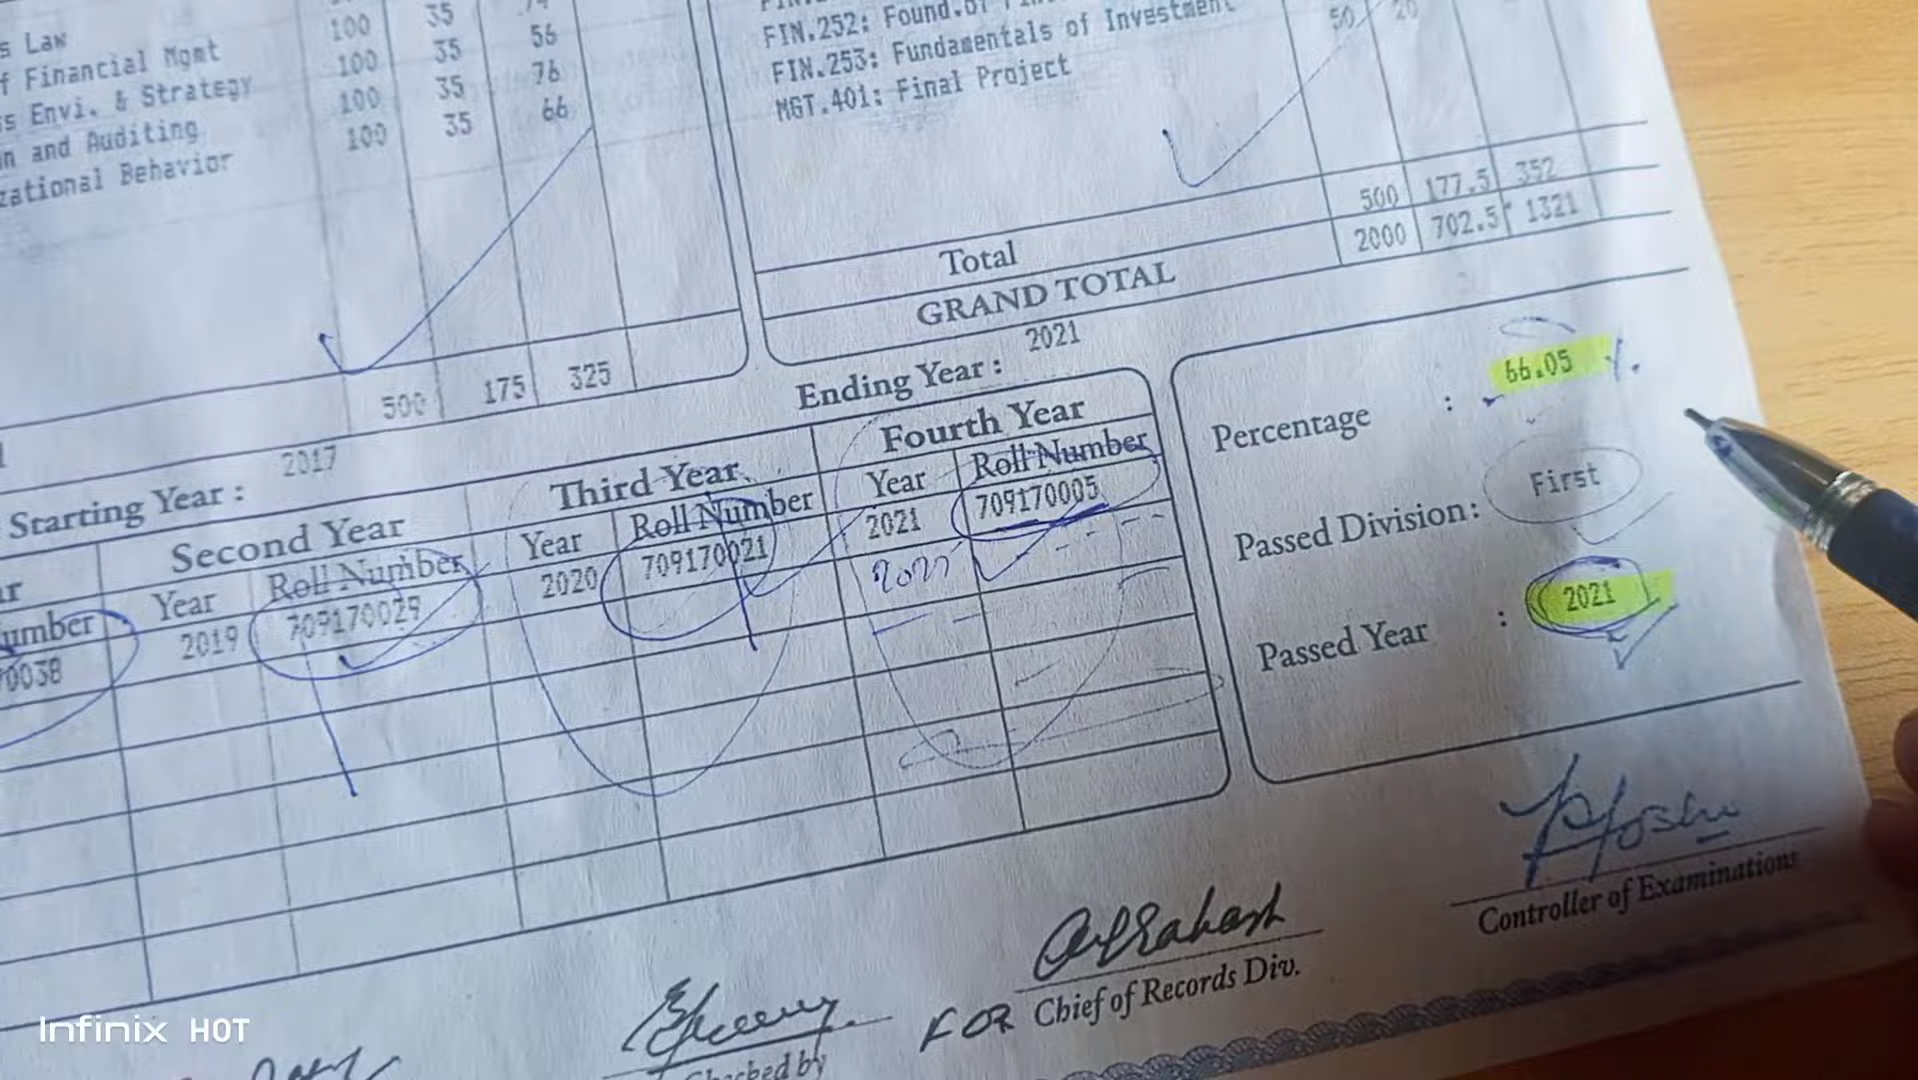 s Law 100 35
f Financial Mgmt 100 35 56
s Envi. & Strategy 100 35 76
n and Auditing 100 35 66
zational Behavior
500 175 325
FIN.252: Found.of
FIN.253: Fundamentals of Investment 50 20
MGT.401: Final Project
Total 500 177.5 352
GRAND TOTAL 2000 702.5 1321
Starting Year : 2017
Ending Year : 2021
Second Year Third Year Fourth Year
umber Year Roll Number Year Roll Number Year Roll Number
0038 2019 709170029 2020 709170021 2021 709170005
Percentage : 66.05 %.
Passed Division: First
Passed Year : 2021
Controller of Examinations
FOR Chief of Records Div.
Checked by
Infinix HOT